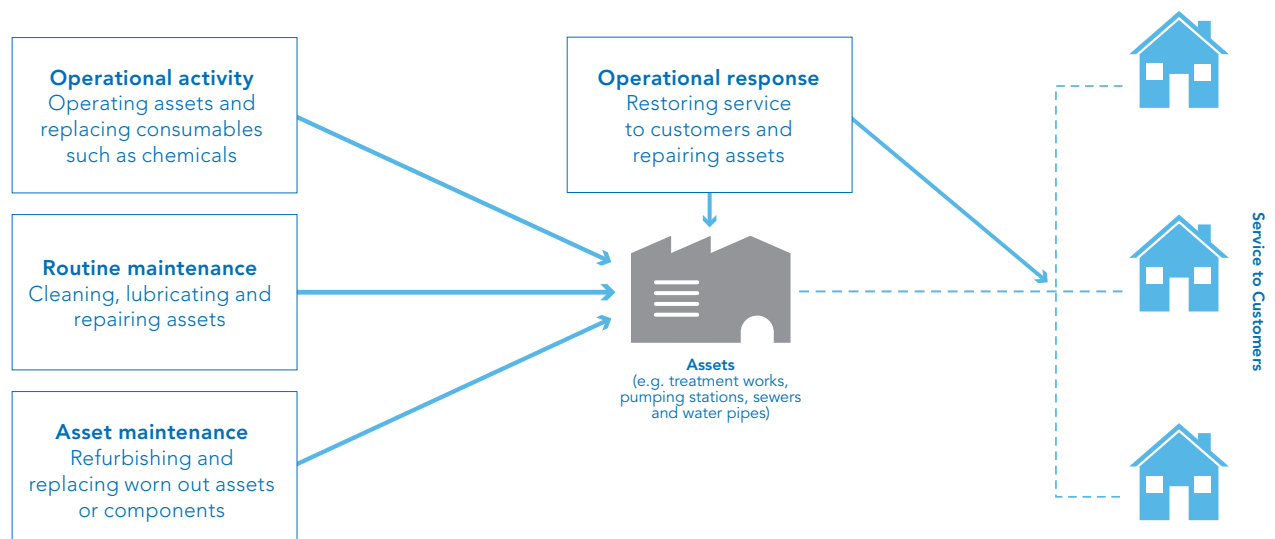 Operational activity
Operating assets and
replacing consumables
such as chemicals
Routine maintenance
Cleaning, lubricating and
repairing assets
Asset maintenance
Refurbishing and
replacing worn out assets
or components
Operational response
Restoring service
to customers and
repairing assets
Assets
(e.g. treatment works,
pumping stations, sewers
and water pipes)
Service to Customers